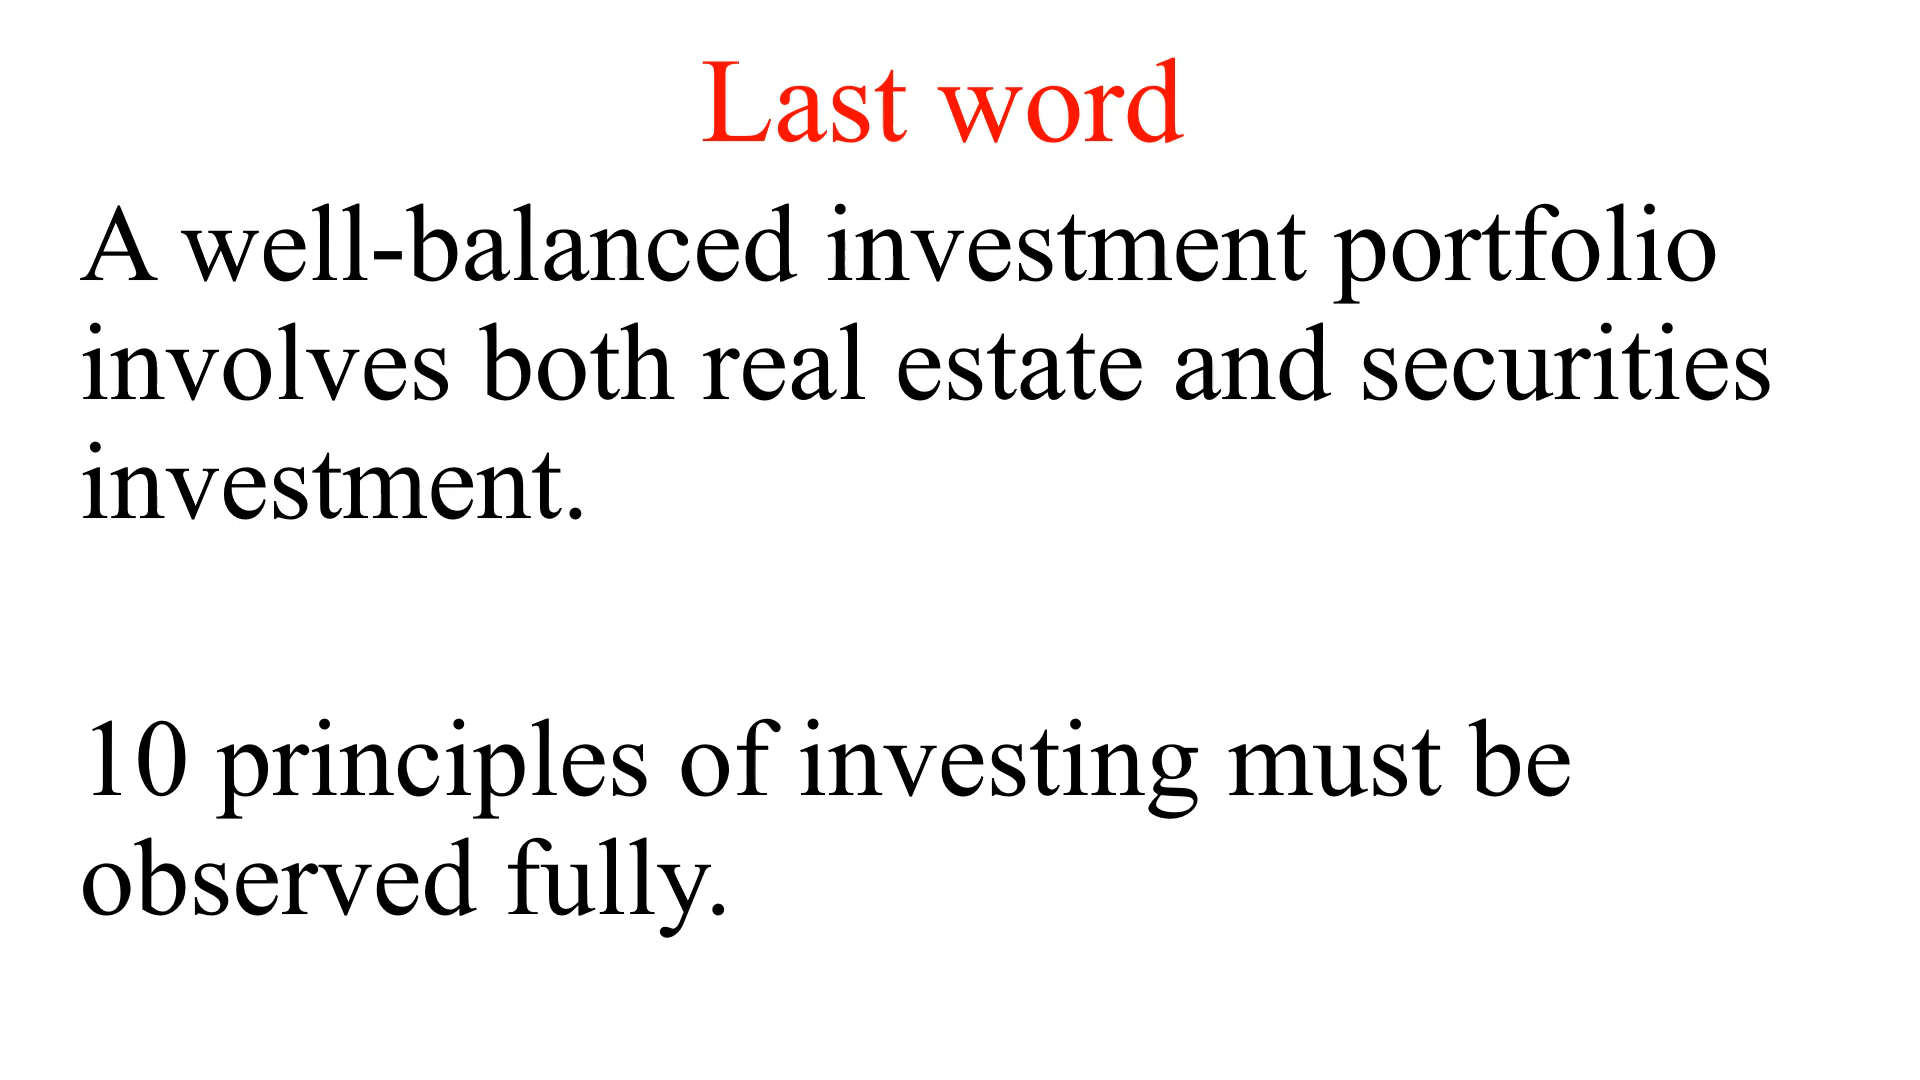 Last word
A well-balanced investment portfolio
involves both real estate and securities
investment.
10 principles of investing must be
observed fully.